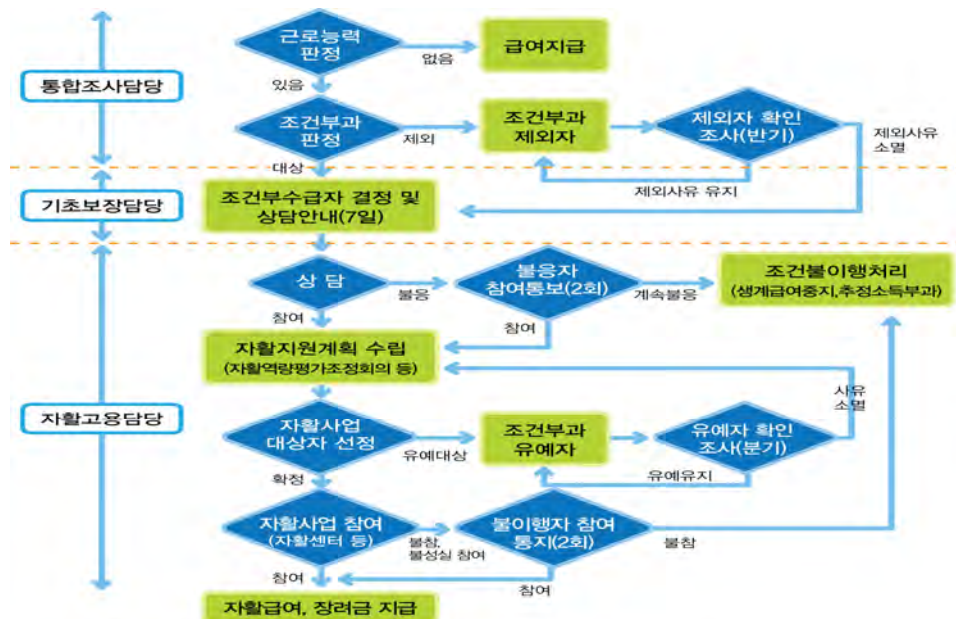 근로능력
판정
없음
급여지급
있음
통합조사담당
조건부과
판정
제외
조건부과
제외자
제외자 확인
조사(반기)
제외사유
소멸
대상
제외사유 유지
기초보장담당
조건부수급자 결정 및
상담안내(7일)
상 담
불응
불응자
참여통보(2회)
계속불응
조건불이행처리
(생계급여중지,추정소득부과)
참여
참여
자활지원계획 수립
(자활역량평가조정회의 등)
사유
소멸
자활고용담당
자활사업
대상자 선정
유예대상
조건부과
유예자
유예자 확인
조사(분기)
확정
유예유지
자활사업 참여
(자활센터 등)
불참,
불성실 참여
불이행자 참여
통지(2회)
불참
참여
참여
자활급여, 장려금 지급